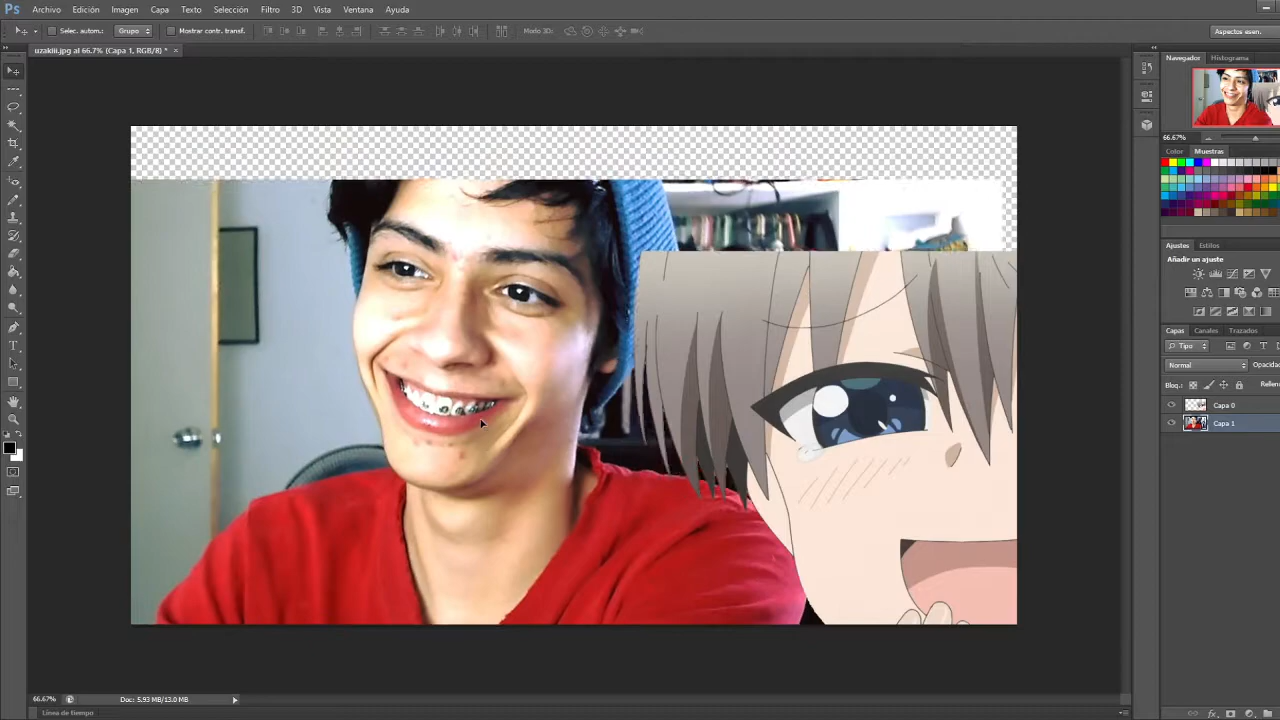 Ps Archivo Edición Imagen Capa Texto Selección Filtro 3D Vista Ventana Ayuda
Selec. autom.: Grupo Mostrar contr. transf. Modo 3D: Aspectos esen.
uzakiii.jpg al 66.7% (Capa 1, RGB/8) * ×
Navegador Histograma
66.67%
Color Muestras
Ajustes Estilos
Añadir un ajuste
Capas Canales Trazados
Tipo
Normal Opacidad
Bloq.: Rellen
Capa 0
Capa 1
66.67% Doc: 5.93 MB/13.0 MB
Línea de tiempo